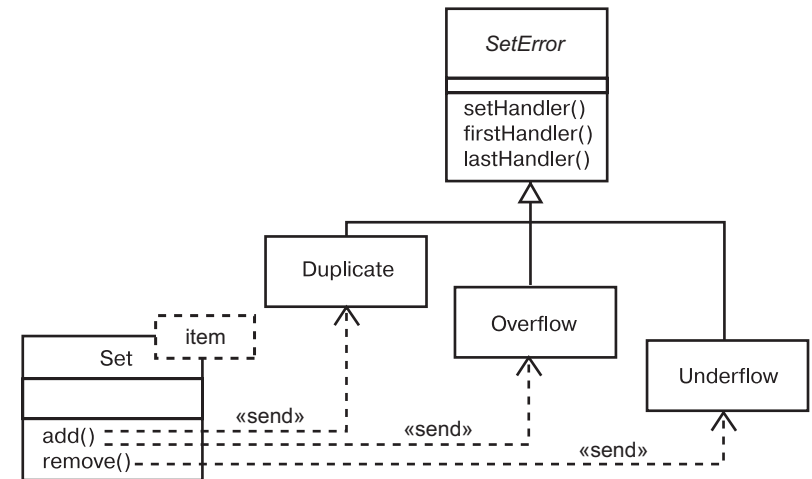 SetError
setHandler()
firstHandler()
lastHandler()
Duplicate
Overflow
Underflow
item
Set
add()
remove()
«send»
«send»
«send»